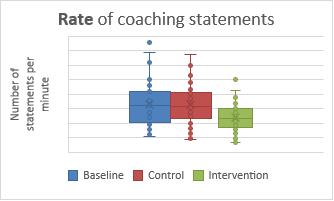 Rate of coaching statements
Number of
statements per
minute
Baseline
Control
Intervention